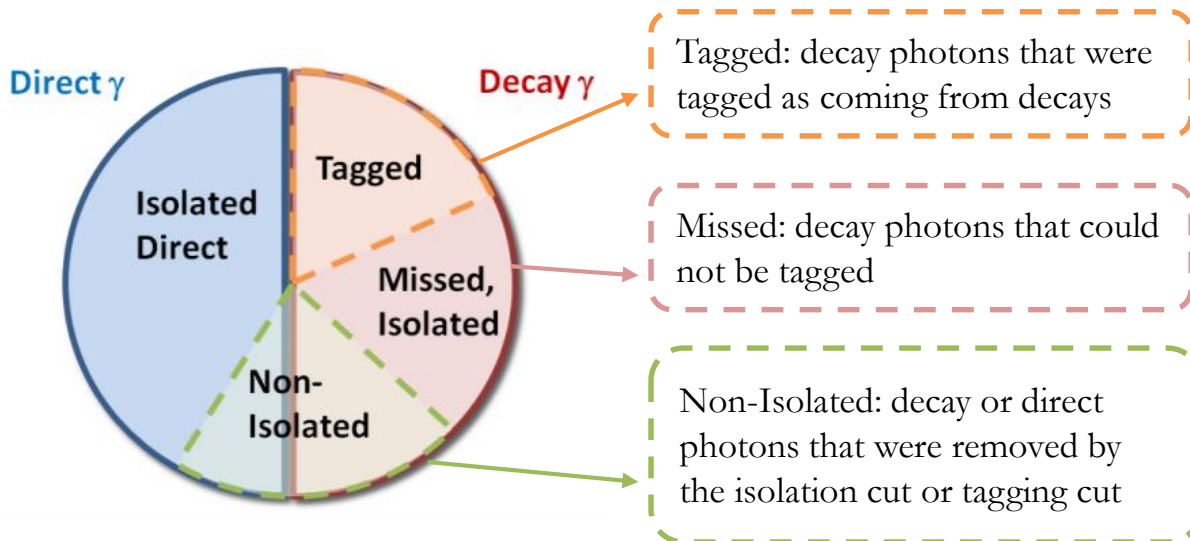 Direct γ
Decay γ
Tagged
Isolated
Direct
Missed,
Isolated
Non-
Isolated
Tagged: decay photons that were
tagged as coming from decays
Missed: decay photons that could
not be tagged
Non-Isolated: decay or direct
photons that were removed by
the isolation cut or tagging cut